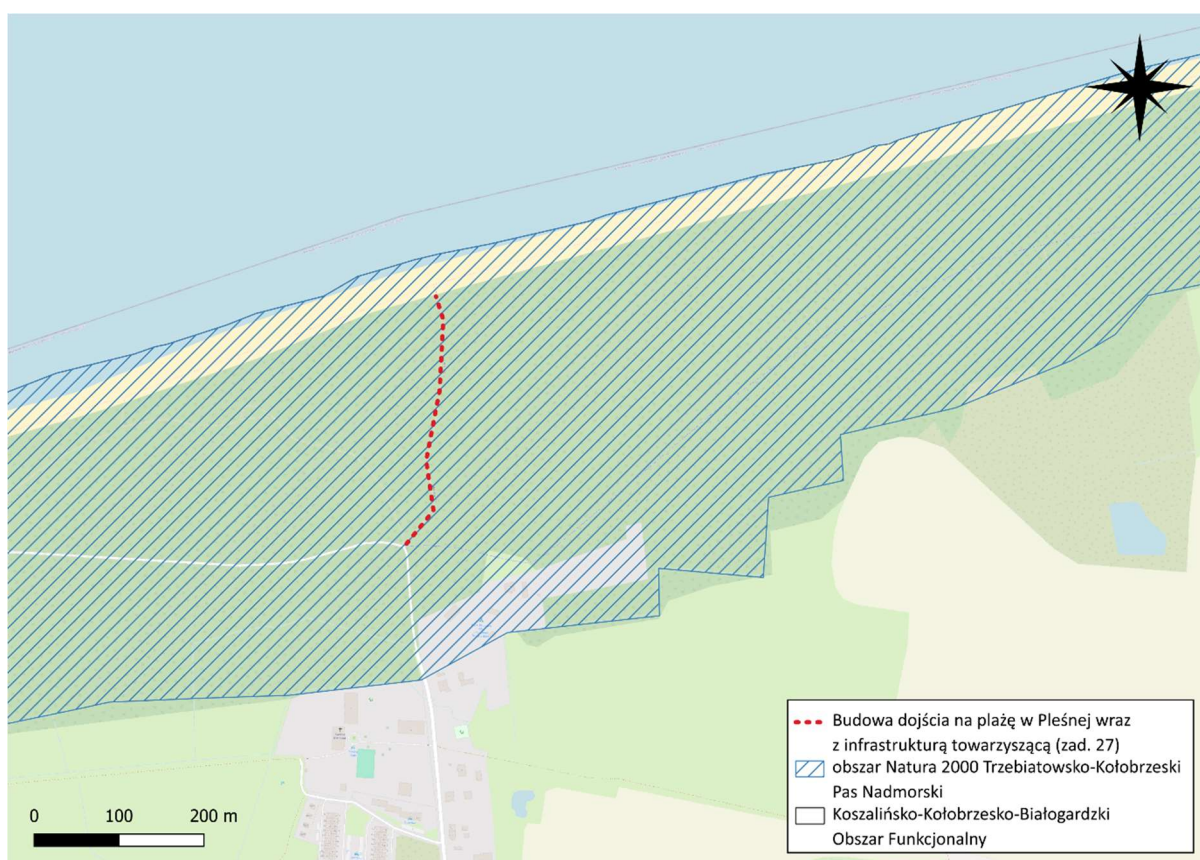 Budowa dojścia na plażę w Pleśnej wraz
z infrastrukturą towarzyszącą (zad. 27)
obszar Natura 2000 Trzebiatowsko-Kołobrzeski
Pas Nadmorski
Koszalińsko-Kołobrzesko-Białogardzki
Obszar Funkcjonalny
0 100 200 m